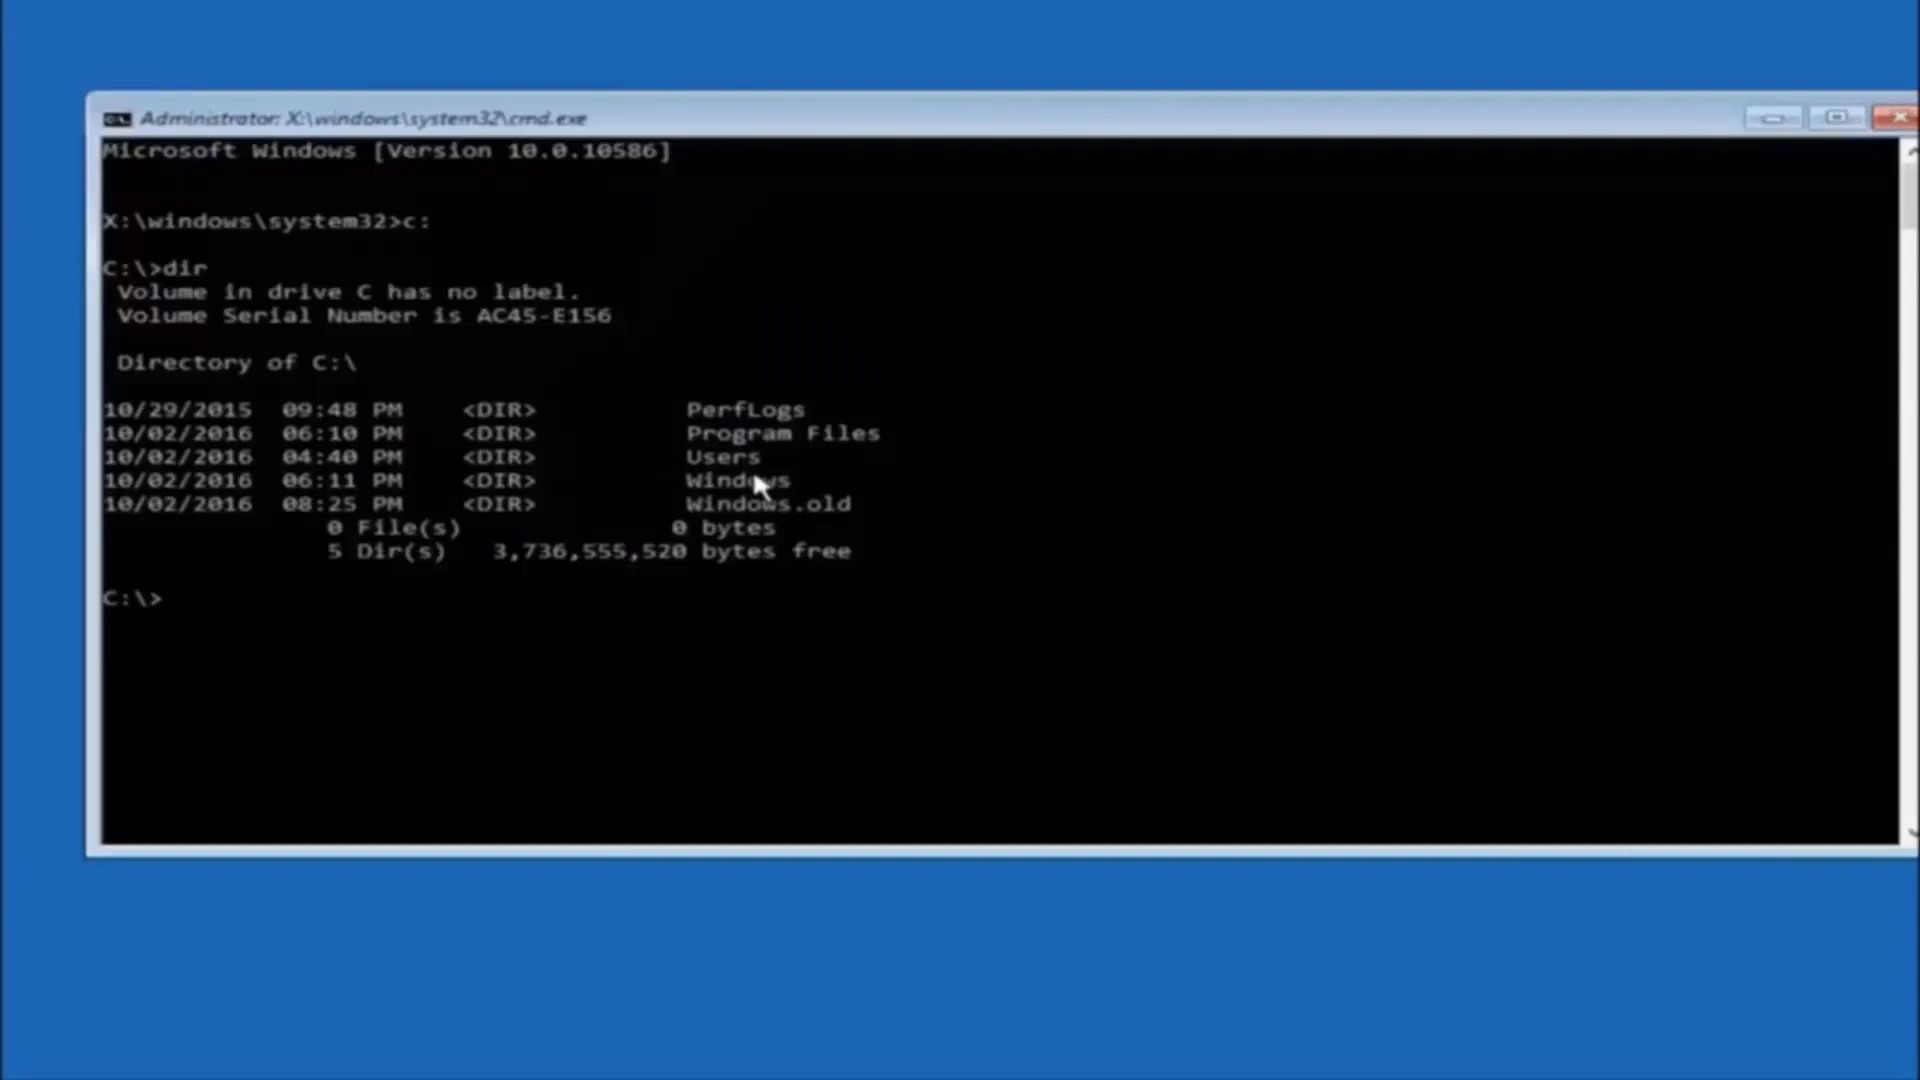 Administrator: X:\windows\system32\cmd.exe
Microsoft Windows [Version 10.0.10586]
X:\windows\system32>c:
C:\>dir
Volume in drive C has no label.
Volume Serial Number is AC45-E156
Directory of C:\
10/29/2015 09:48 PM <DIR> PerfLogs
10/02/2016 06:10 PM <DIR> Program Files
10/02/2016 04:40 PM <DIR> Users
10/02/2016 06:11 PM <DIR> Windows
10/02/2016 08:25 PM <DIR> Windows.old
0 File(s) 0 bytes
5 Dir(s) 3,736,555,520 bytes free
C:\>